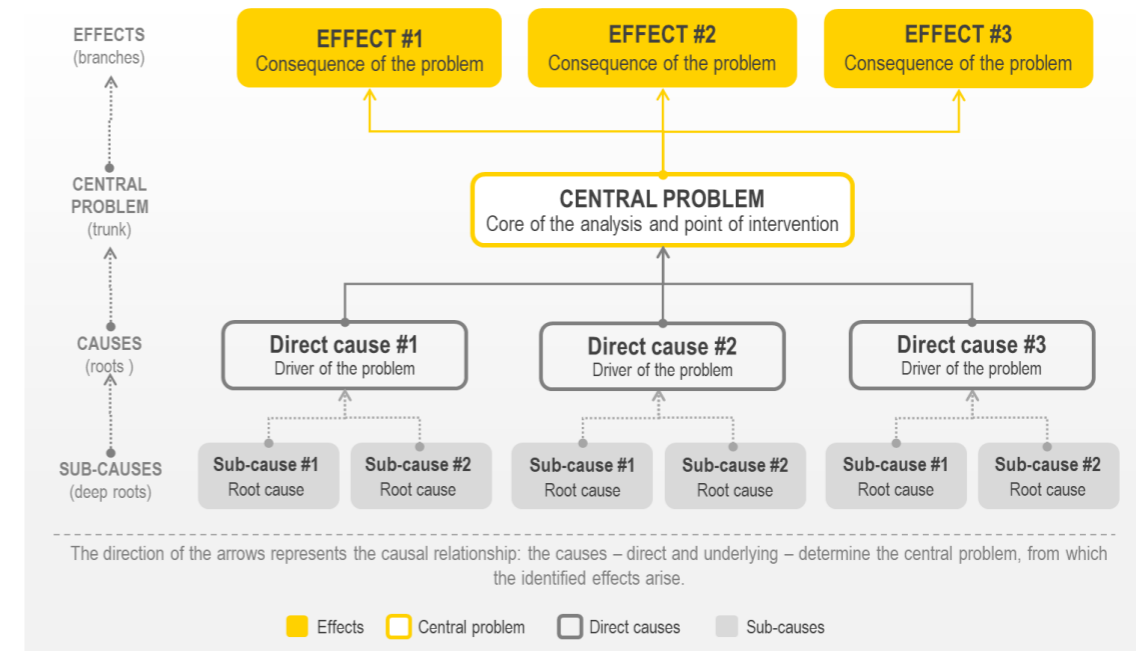 EFFECTS
(branches)
EFFECT #1
Consequence of the problem
EFFECT #2
Consequence of the problem
EFFECT #3
Consequence of the problem
CENTRAL
PROBLEM
(trunk)
CENTRAL PROBLEM
Core of the analysis and point of intervention
CAUSES
(roots )
Direct cause #1
Driver of the problem
Direct cause #2
Driver of the problem
Direct cause #3
Driver of the problem
SUB-CAUSES
(deep roots)
Sub-cause #1
Root cause
Sub-cause #2
Root cause
Sub-cause #1
Root cause
Sub-cause #2
Root cause
Sub-cause #1
Root cause
Sub-cause #2
Root cause
The direction of the arrows represents the causal relationship: the causes – direct and underlying – determine the central problem, from which
the identified effects arise.
Effects
Central problem
Direct causes
Sub-causes